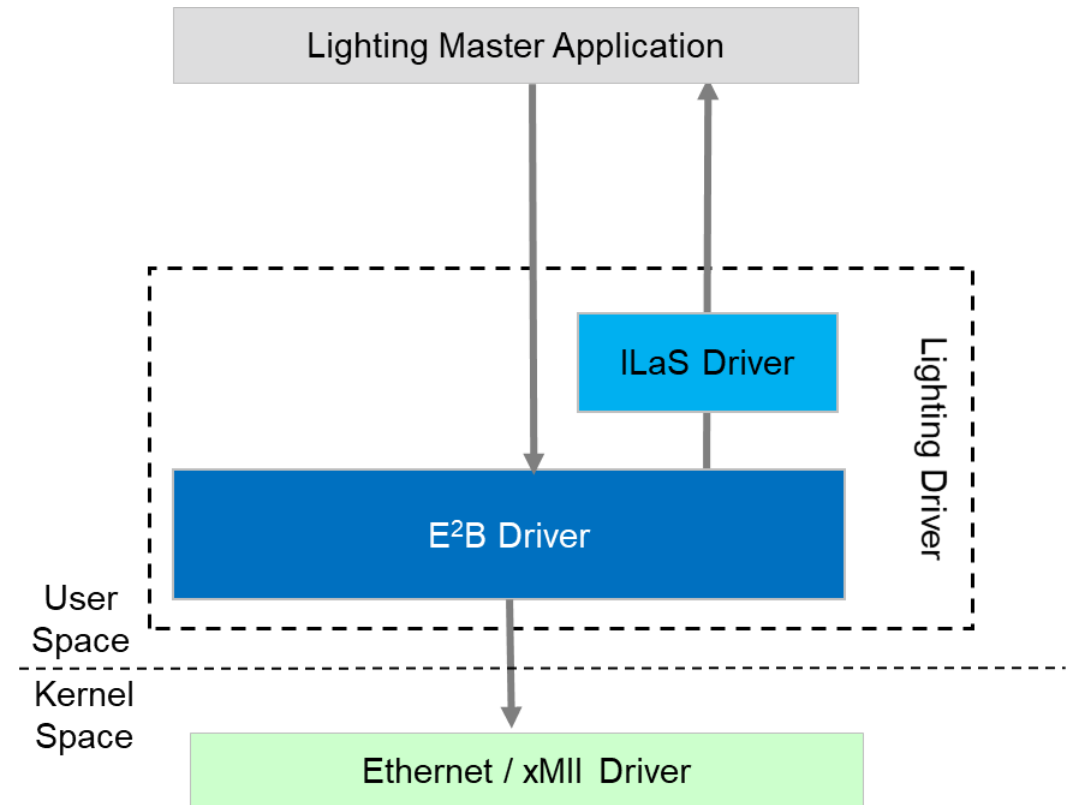 Lighting Master Application
ILaS Driver
Lighting Driver
E²B Driver
User
Space
Kernel
Space
Ethernet / xMII Driver